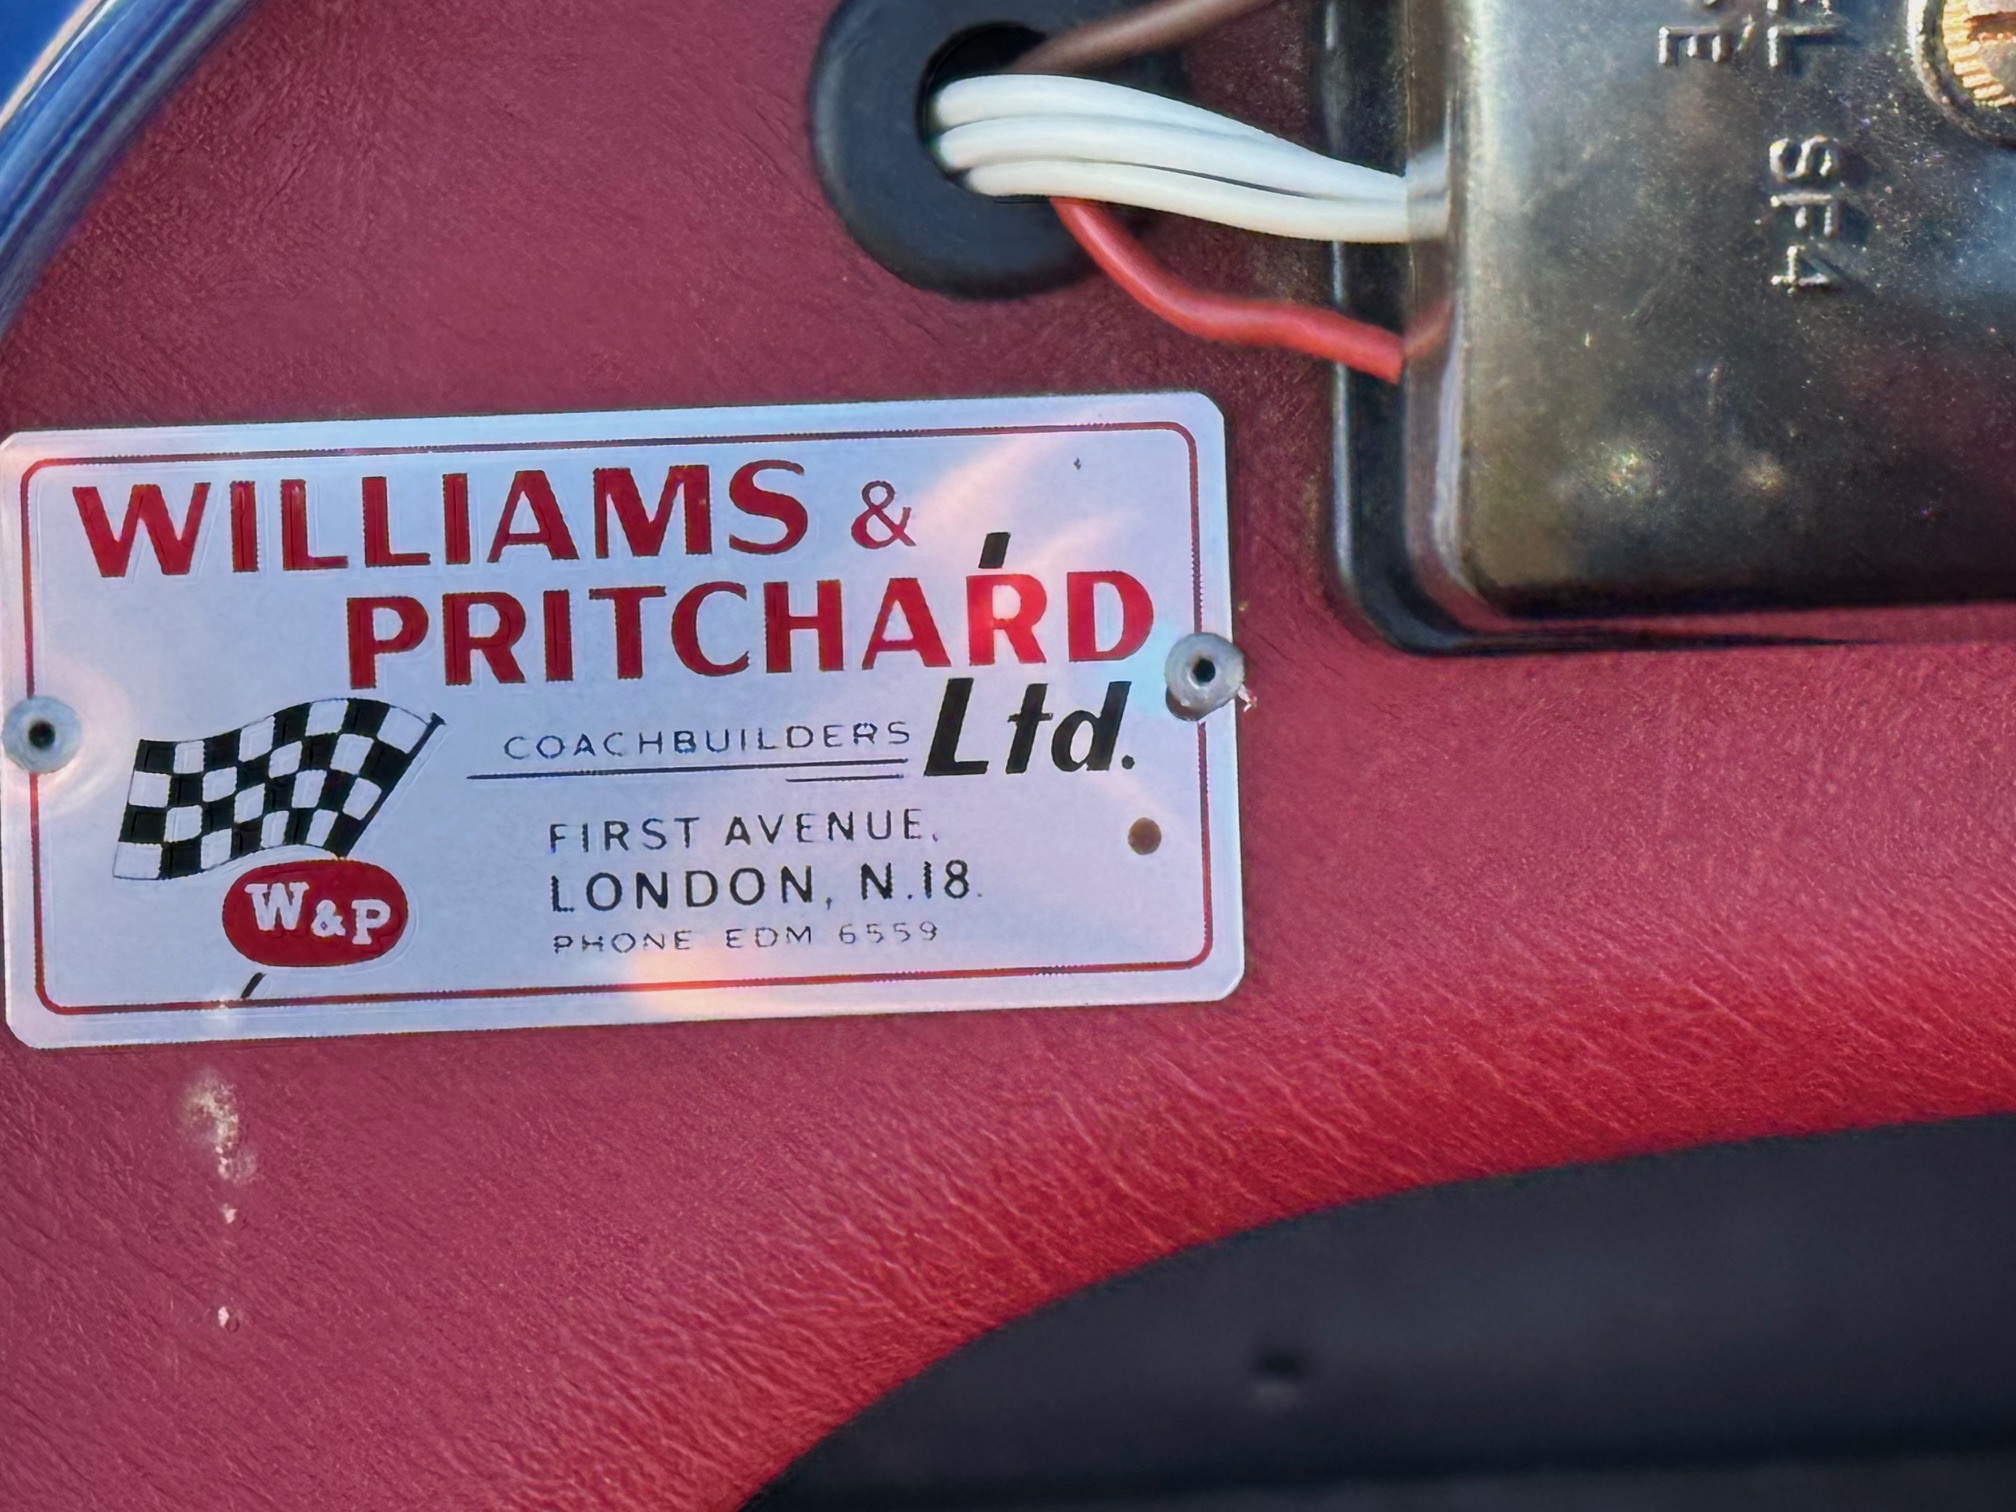 WILLIAMS &
PRITCHARD
COACHBUILDERS Ltd.
FIRST AVENUE,
LONDON, N.18.
PHONE EDM 6559
W&P
SF4